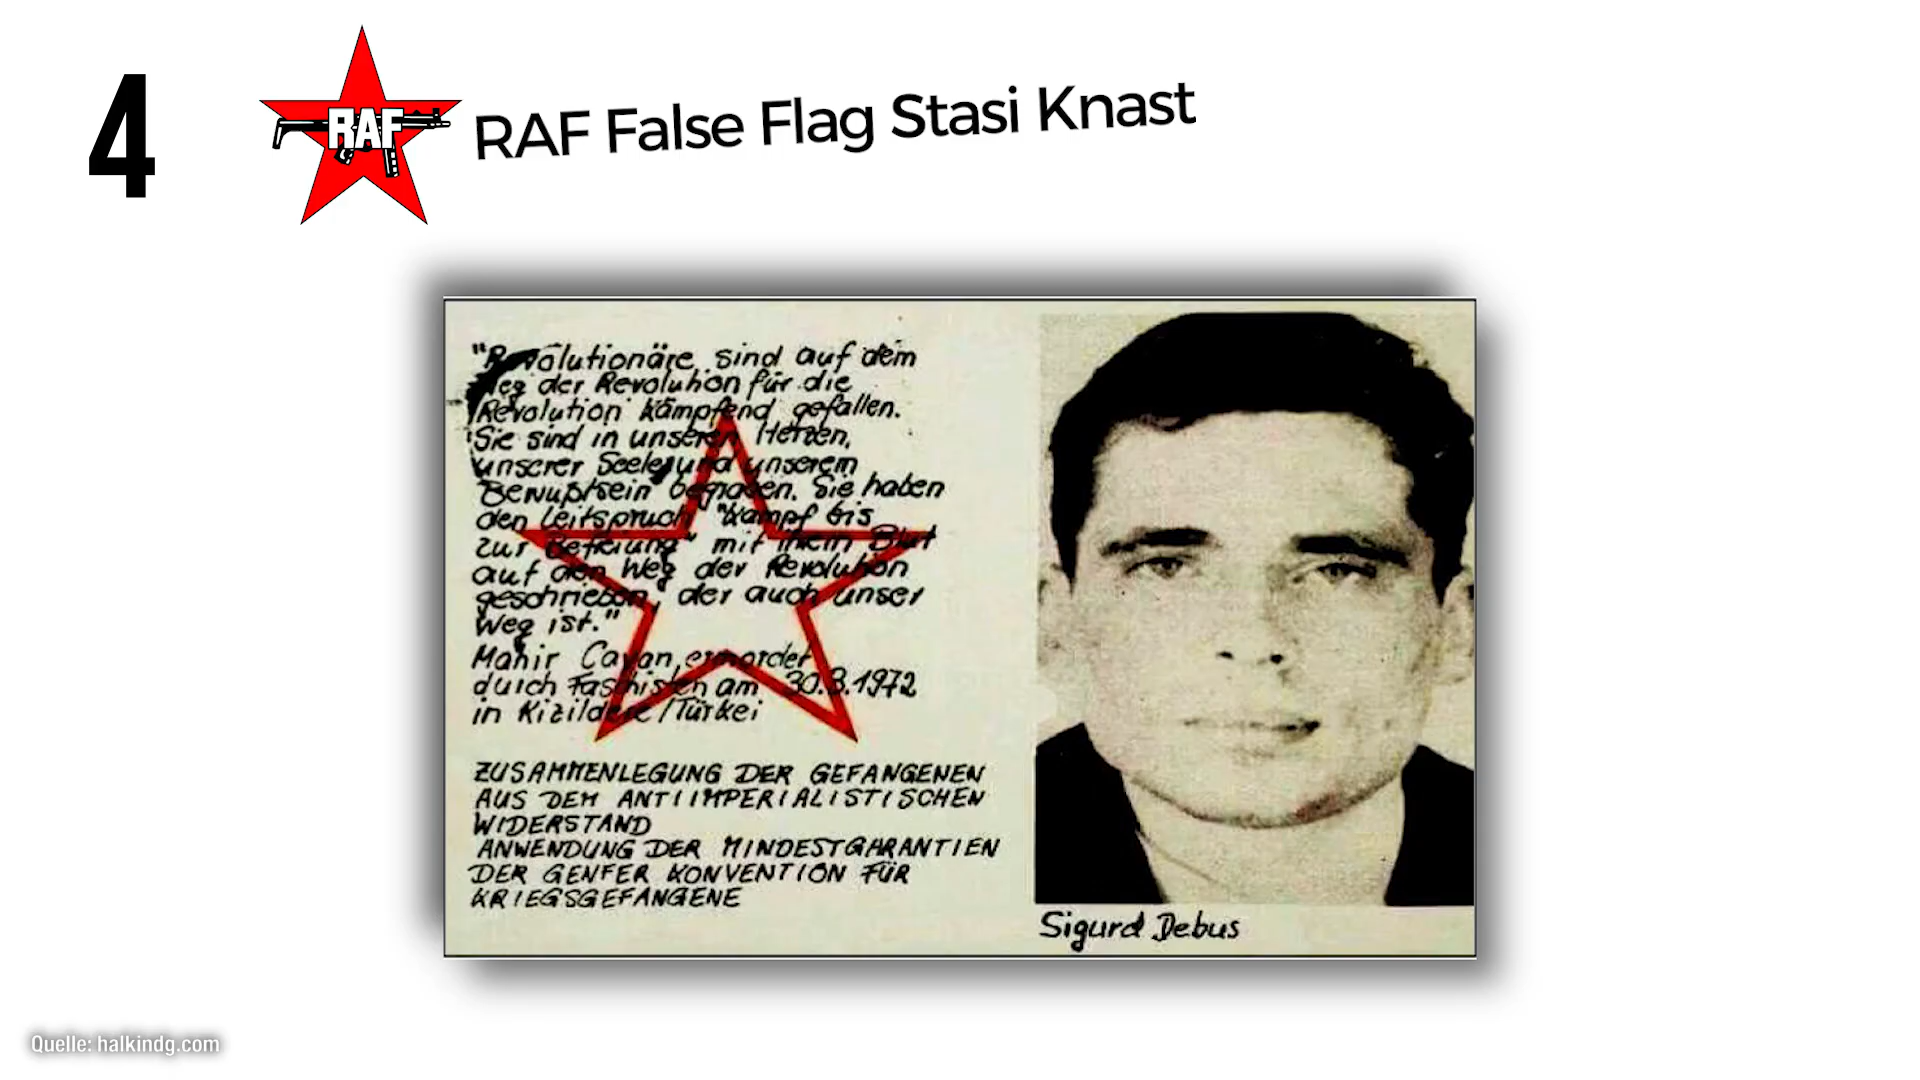 4
RAF
RAF False Flag Stasi Knast
"Revolutionäre sind auf dem
Weg der Revolution für die
Revolution kämpfend gefallen.
Sie sind in unseren Herzen,
unserer Seele und unserem
Bewußtsein begraben. Sie haben
den Leitspruch "Kampf bis
zur Befreiung" mit ihrem Blut
auf den Weg der Revolution
geschrieben, der auch unser
Weg ist."
Mahir Cayan, ermordet
durch Faschisten am 30.3.1972
in Kizildere/Türkei
ZUSAMMENLEGUNG DER GEFANGENEN
AUS DEM ANTIIMPERIALISTISCHEN
WIDERSTAND
ANWENDUNG DER MINDESTGARANTIEN
DER GENFER KONVENTION FÜR
KRIEGSGEFANGENE
Sigurd Debus
Quelle: halkindg.com